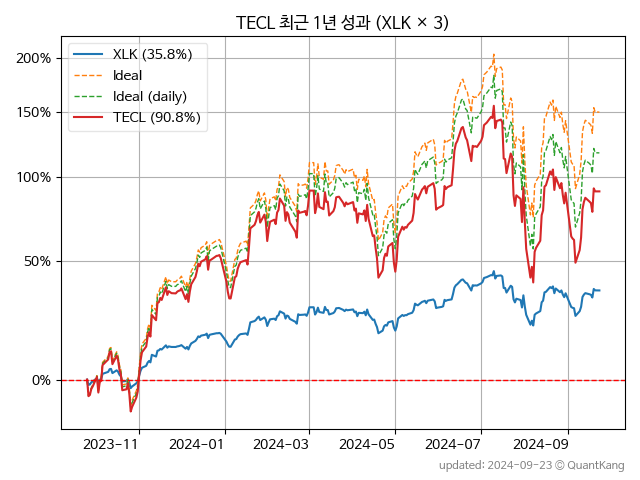 TECL 최근 1년 성과 (XLK × 3)
XLK (35.8%)
Ideal
Ideal (daily)
TECL (90.8%)
200%
150%
100%
50%
0%
2023-11
2024-01
2024-03
2024-05
2024-07
2024-09
updated: 2024-09-23 © QuantKang